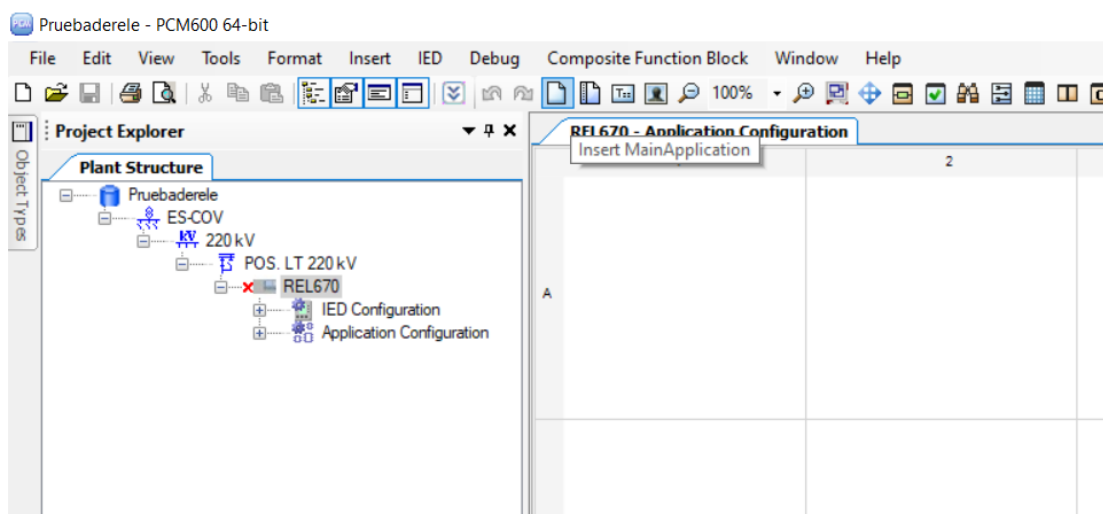 Pruebaderele - PCM600 64-bit
File Edit View Tools Format Insert IED Debug Composite Function Block Window Help
100%
Project Explorer
REL670 - Application Configuration
Insert MainApplication
Object Types
Plant Structure
2
Pruebaderele
ES-COV
220 kV
POS. LT 220 kV
REL670
A
IED Configuration
Application Configuration